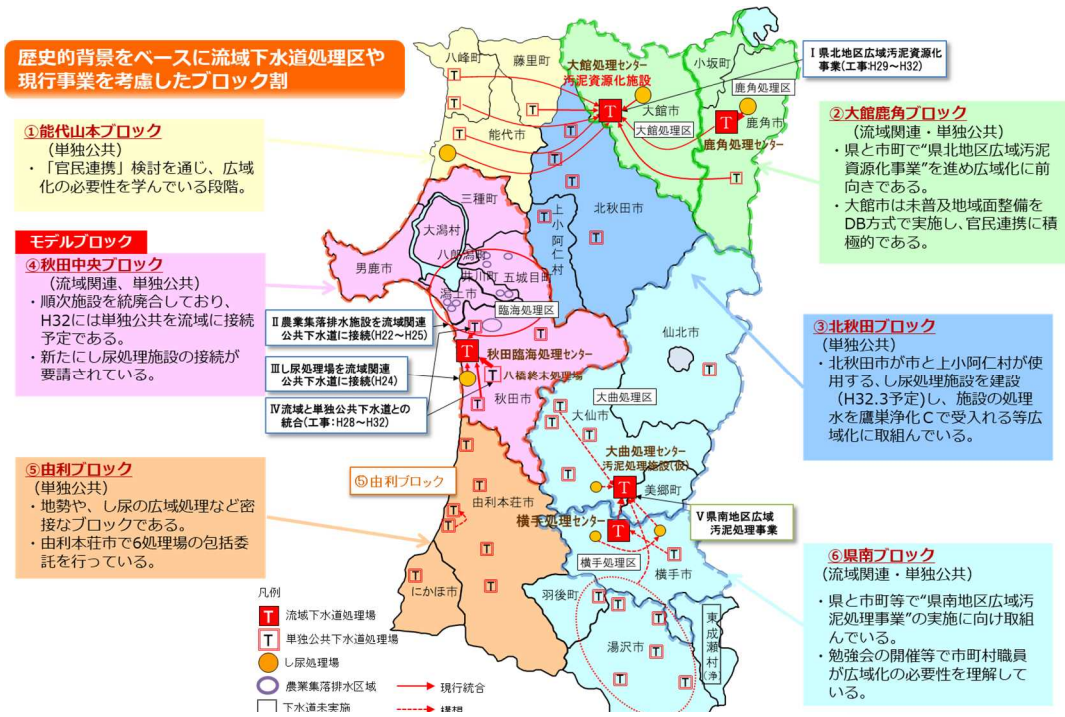 歴史的背景をベースに流域下水道処理区や
現行事業を考慮したブロック割
①能代山本ブロック
(単独公共)
・「官民連携」検討を通じ、広域
化の必要性を学んでいる段階。
モデルブロック
④秋田中央ブロック
(流域関連、単独公共)
・順次施設を統廃合しており、
H32には単独公共を流域に接続
予定である。
・新たにし尿処理施設の接続が
要請されている。
⑤由利ブロック
(単独公共)
・地勢や、し尿の広域処理など密
接なブロックである。
・由利本荘市で6処理場の包括委
託を行っている。
Ⅰ県北地区広域汚泥資源化
事業(工事:H29～H32)
②大館鹿角ブロック
(流域関連・単独公共)
・県と市町で“県北地区広域汚泥
資源化事業”を進め広域化に前
向きである。
・大館市は未普及地域面整備を
DB方式で実施し、官民連携に積
極的である。
③北秋田ブロック
(単独公共)
・北秋田市が市と上小阿仁村が使
用する、し尿処理施設を建設
(H32.3予定)し、施設の処理
水を鷹巣浄化Cで受入れる等広
域化に取組んでいる。
⑥県南ブロック
(流域関連・単独公共)
・県と市町等で“県南地区広域汚
泥処理事業”の実施に向け取組
んでいる。
・勉強会の開催等で市町村職員
が広域化の必要性を理解して
いる。
八峰町
藤里町
能代市
大館処理センター
汚泥資源化施設
大館市
大館処理区
小坂町
鹿角処理区
鹿角市
鹿角処理センター
三種町
大潟村
八郎潟町
男鹿市
井川町
五城目町
潟上市
臨海処理区
北秋田市
上小阿仁村
Ⅱ農業集落排水施設を流域関連
公共下水道に接続(H22～H25)
Ⅲし尿処理場を流域関連
公共下水道に接続(H24)
Ⅳ流域と単独公共下水道との
統合(工事:H28～H32)
秋田臨海処理センター
八橋終末処理場
秋田市
仙北市
大曲処理区
大仙市
大曲処理センター
汚泥処理施設(仮)
美郷町
Ⅴ県南地区広域
汚泥処理事業
横手処理センター
横手処理区
横手市
⑤由利ブロック
由利本荘市
にかほ市
羽後町
湯沢市
東成瀬村(浄)
凡例
T 流域下水道処理場
T 単独公共下水道処理場
し尿処理場
農業集落排水区域
現行統合
下水道未実施
構想